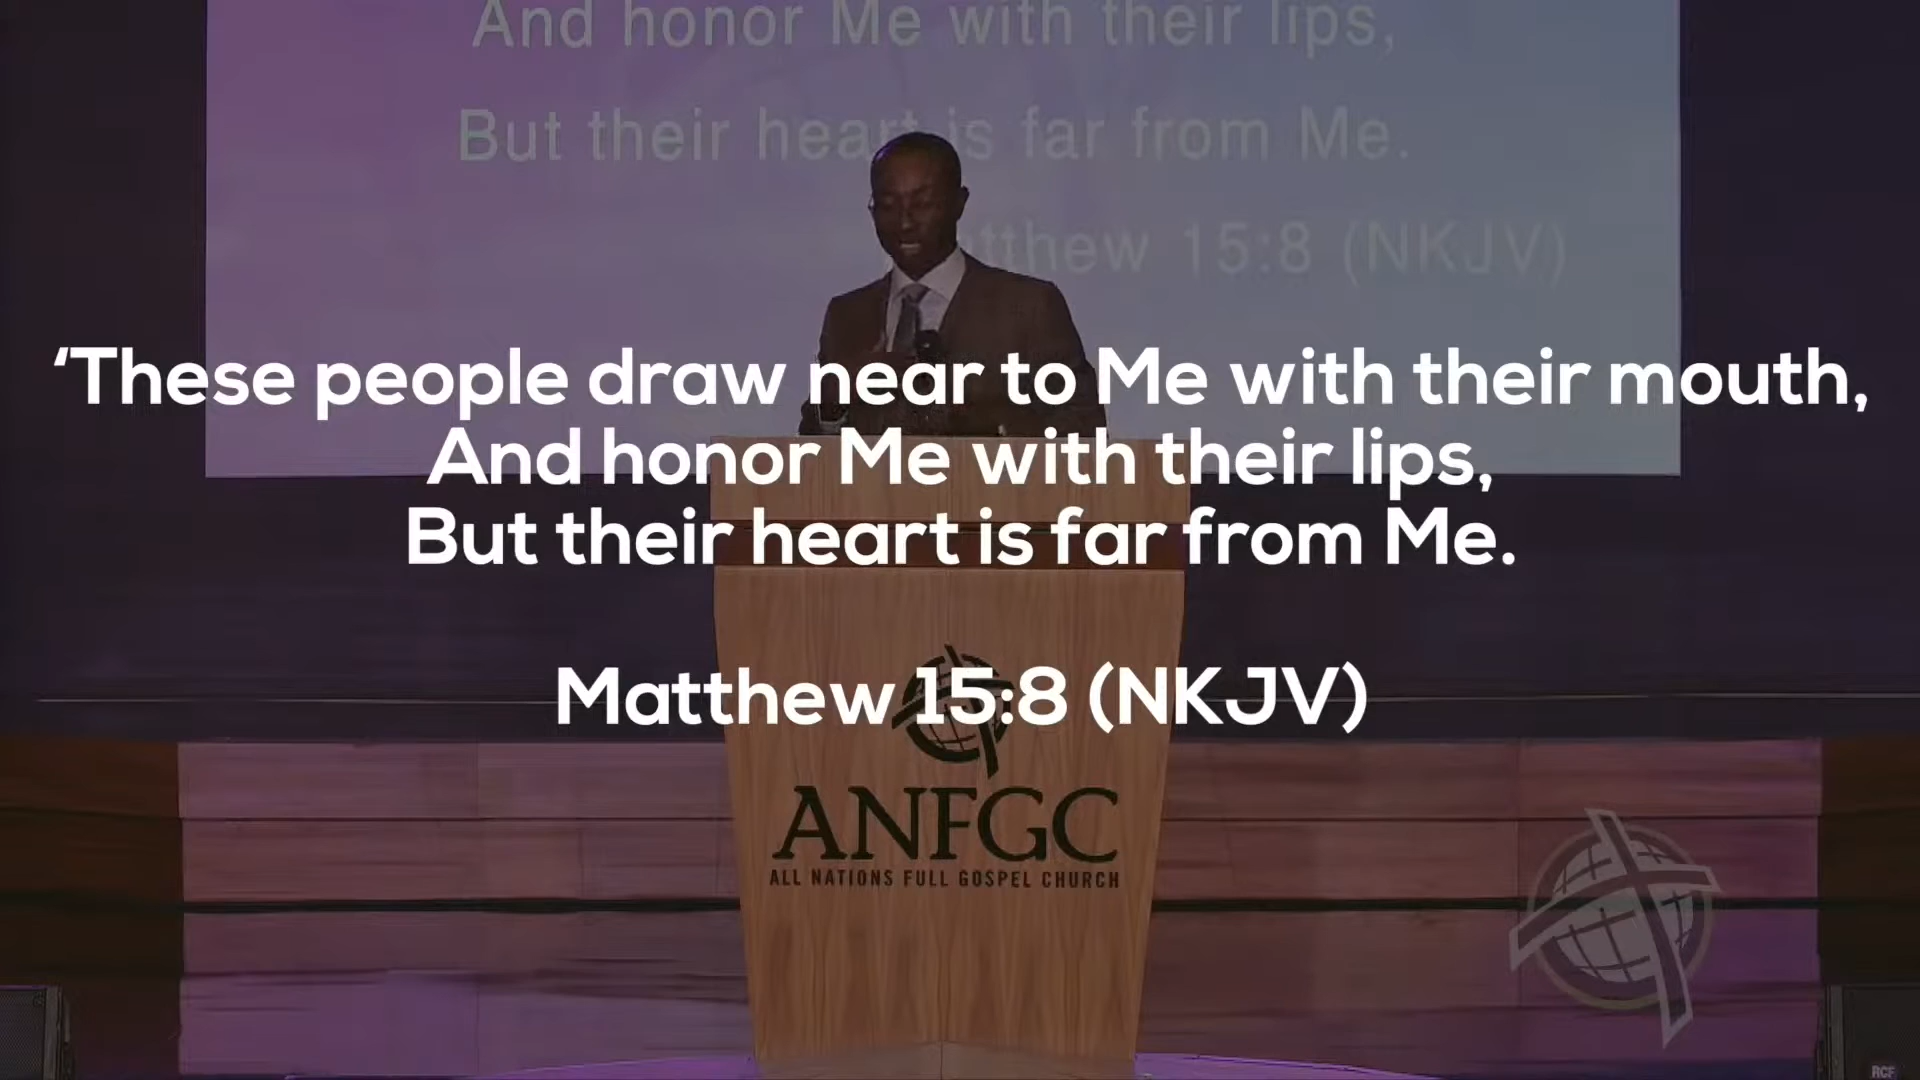 And honor Me with their lips,
But their heart is far from Me.
Matthew 15:8 (NKJV)
‘These people draw near to Me with their mouth,
And honor Me with their lips,
But their heart is far from Me.
Matthew 15:8 (NKJV)
ANFGC
ALL NATIONS FULL GOSPEL CHURCH
RCF